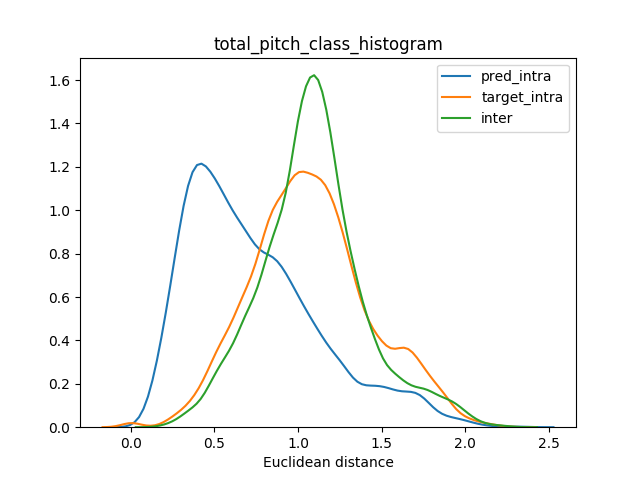 total_pitch_class_histogram
pred_intra
target_intra
inter
1.6
1.4
1.2
1.0
0.8
0.6
0.4
0.2
0.0
0.0 0.5 1.0 1.5 2.0 2.5
Euclidean distance